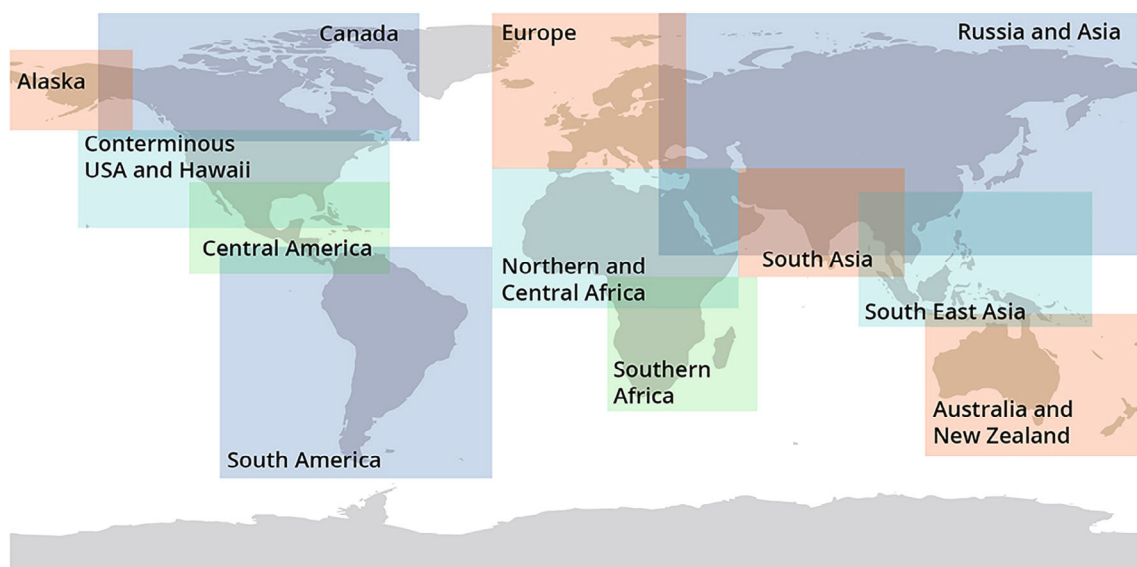 Canada
Europe
Russia and Asia
Alaska
Conterminous
USA and Hawaii
Central America
South Asia
Northern and
Central Africa
South East Asia
Southern
Africa
Australia and
New Zealand
South America